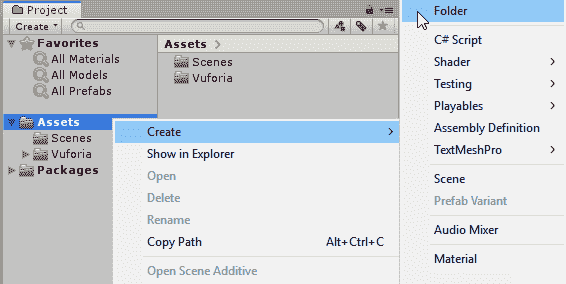 Project
Create
Favorites
All Materials
All Models
All Prefabs
Assets
Scenes
Vuforia
Packages
Assets
Scenes
Vuforia
Create
Show in Explorer
Open
Delete
Rename
Copy Path Alt+Ctrl+C
Open Scene Additive
Folder
C# Script
Shader
Testing
Playables
Assembly Definition
TextMeshPro
Scene
Prefab Variant
Audio Mixer
Material